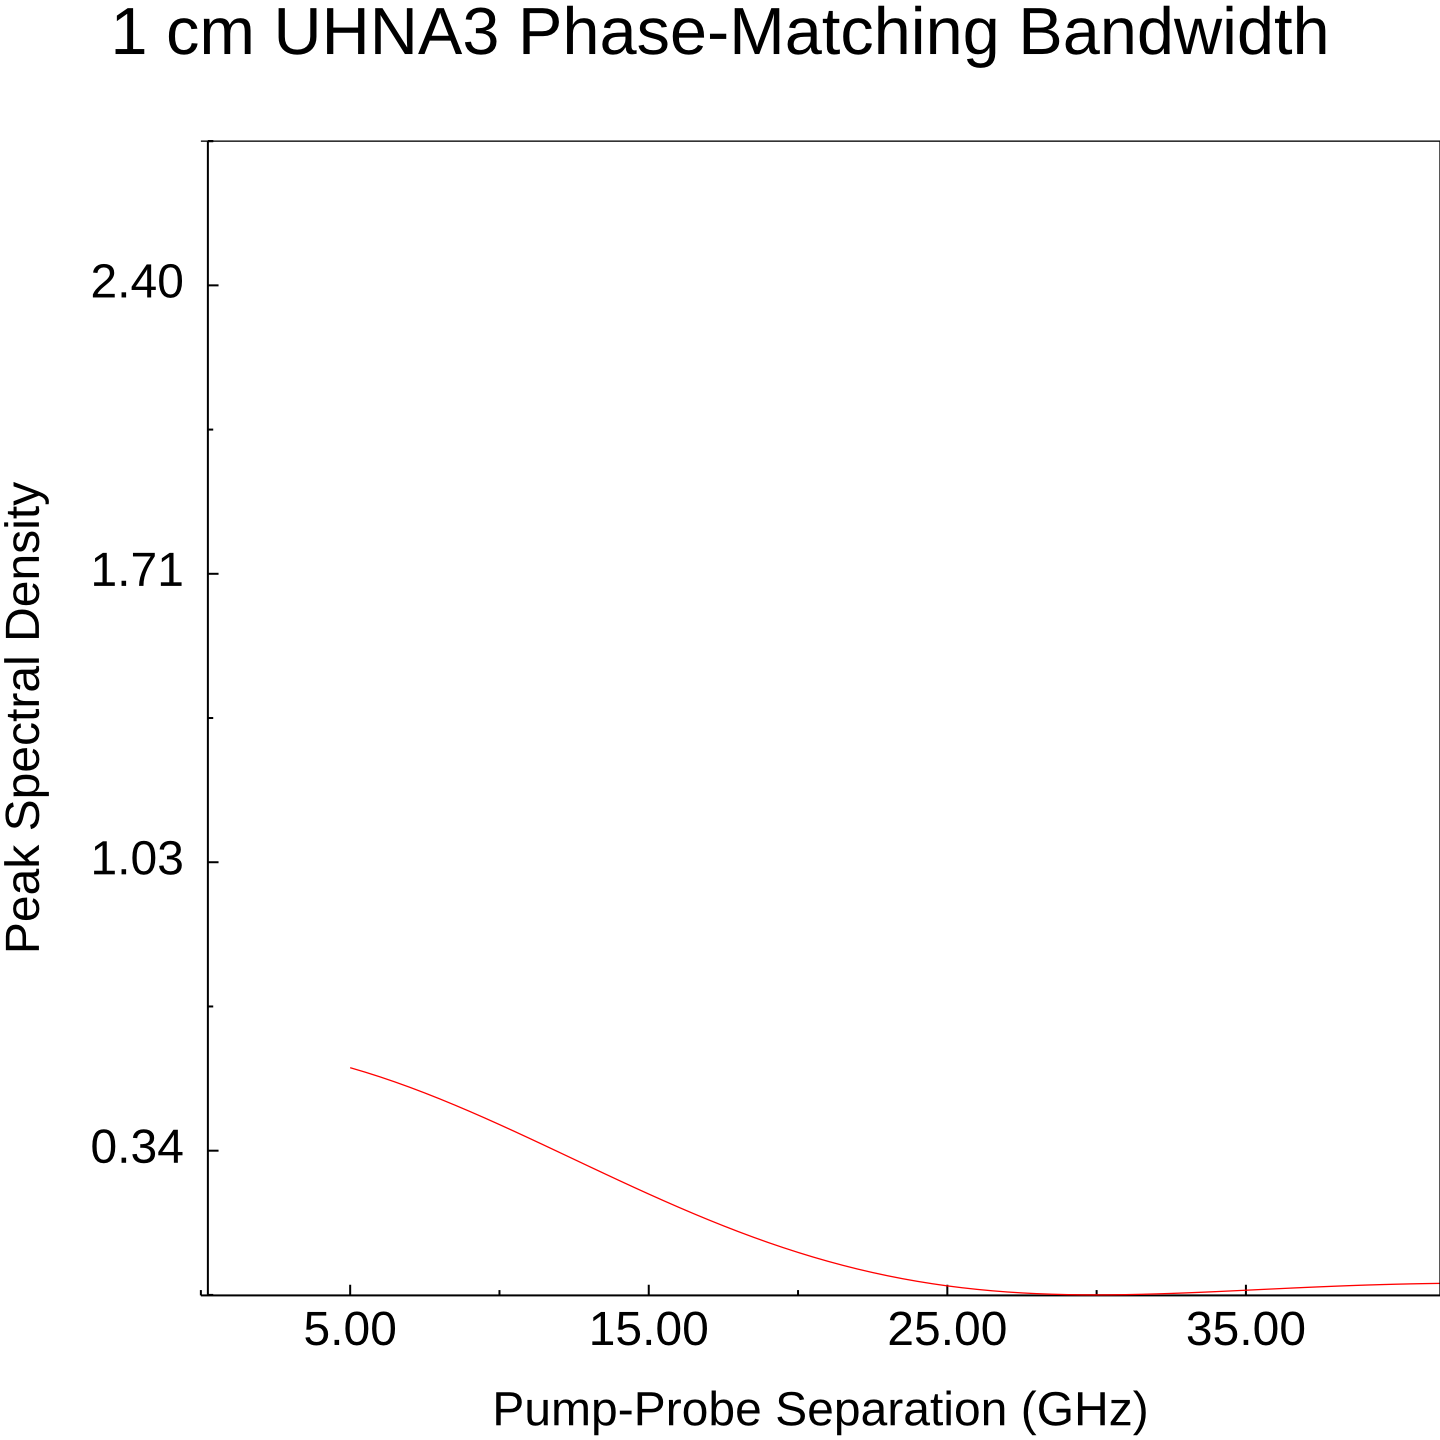 1 cm UHNA3 Phase-Matching Bandwidth
2.40
1.71
1.03
0.34
Peak Spectral Density
5.00 15.00 25.00 35.00
Pump-Probe Separation (GHz)